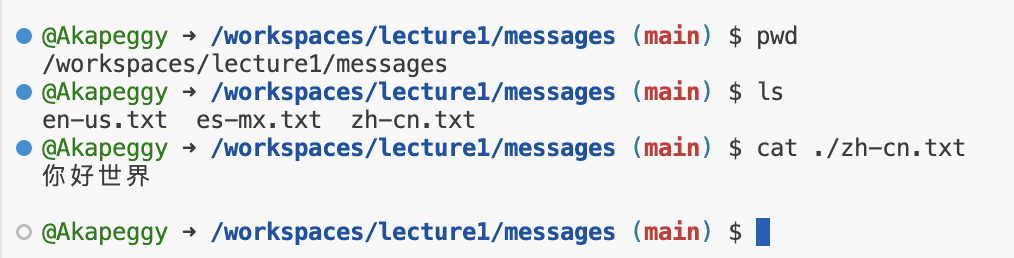 @Akapeggy → /workspaces/lecture1/messages (main) $ pwd
/workspaces/lecture1/messages
@Akapeggy → /workspaces/lecture1/messages (main) $ ls
en-us.txt  es-mx.txt  zh-cn.txt
@Akapeggy → /workspaces/lecture1/messages (main) $ cat ./zh-cn.txt
你好世界
@Akapeggy → /workspaces/lecture1/messages (main) $